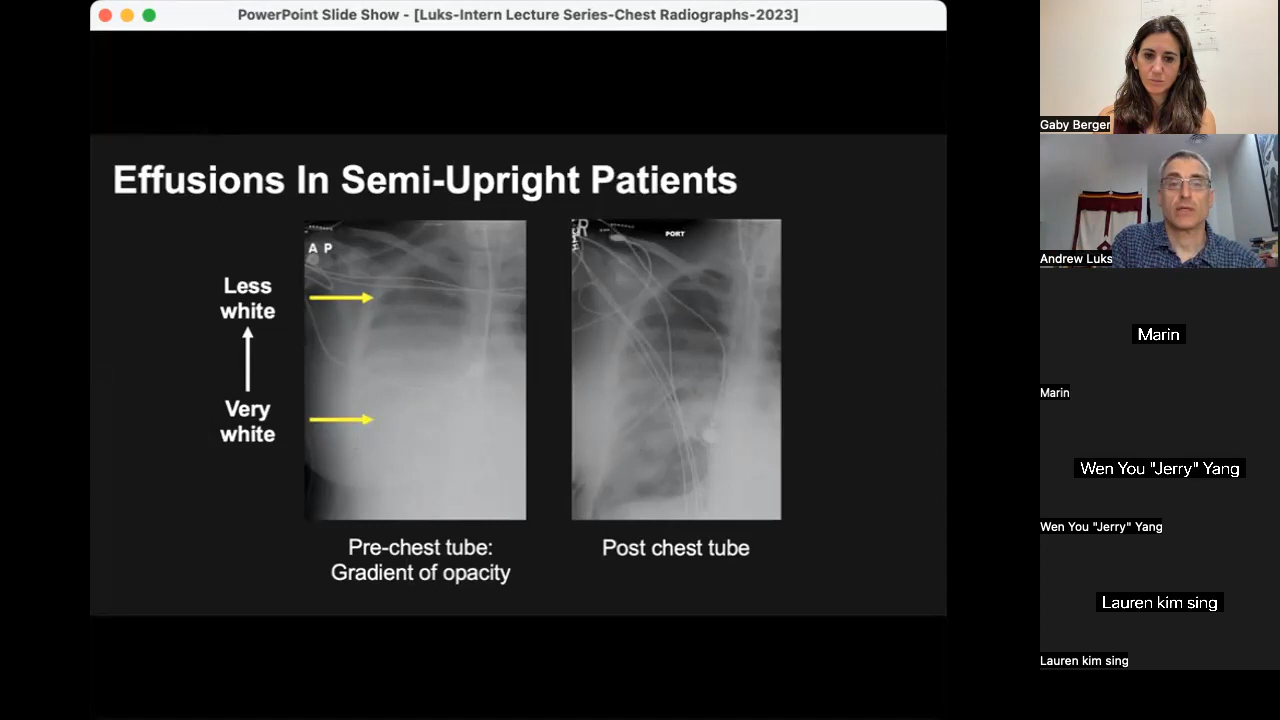 PowerPoint Slide Show - [Luks-Intern Lecture Series-Chest Radiographs-2023]
Effusions In Semi-Upright Patients
A P
R
PORT
Less
white
Very
white
Pre-chest tube:
Gradient of opacity
Post chest tube
Gaby Berger
Andrew Luks
Marin
Marin
Wen You "Jerry" Yang
Wen You "Jerry" Yang
Lauren kim sing
Lauren kim sing